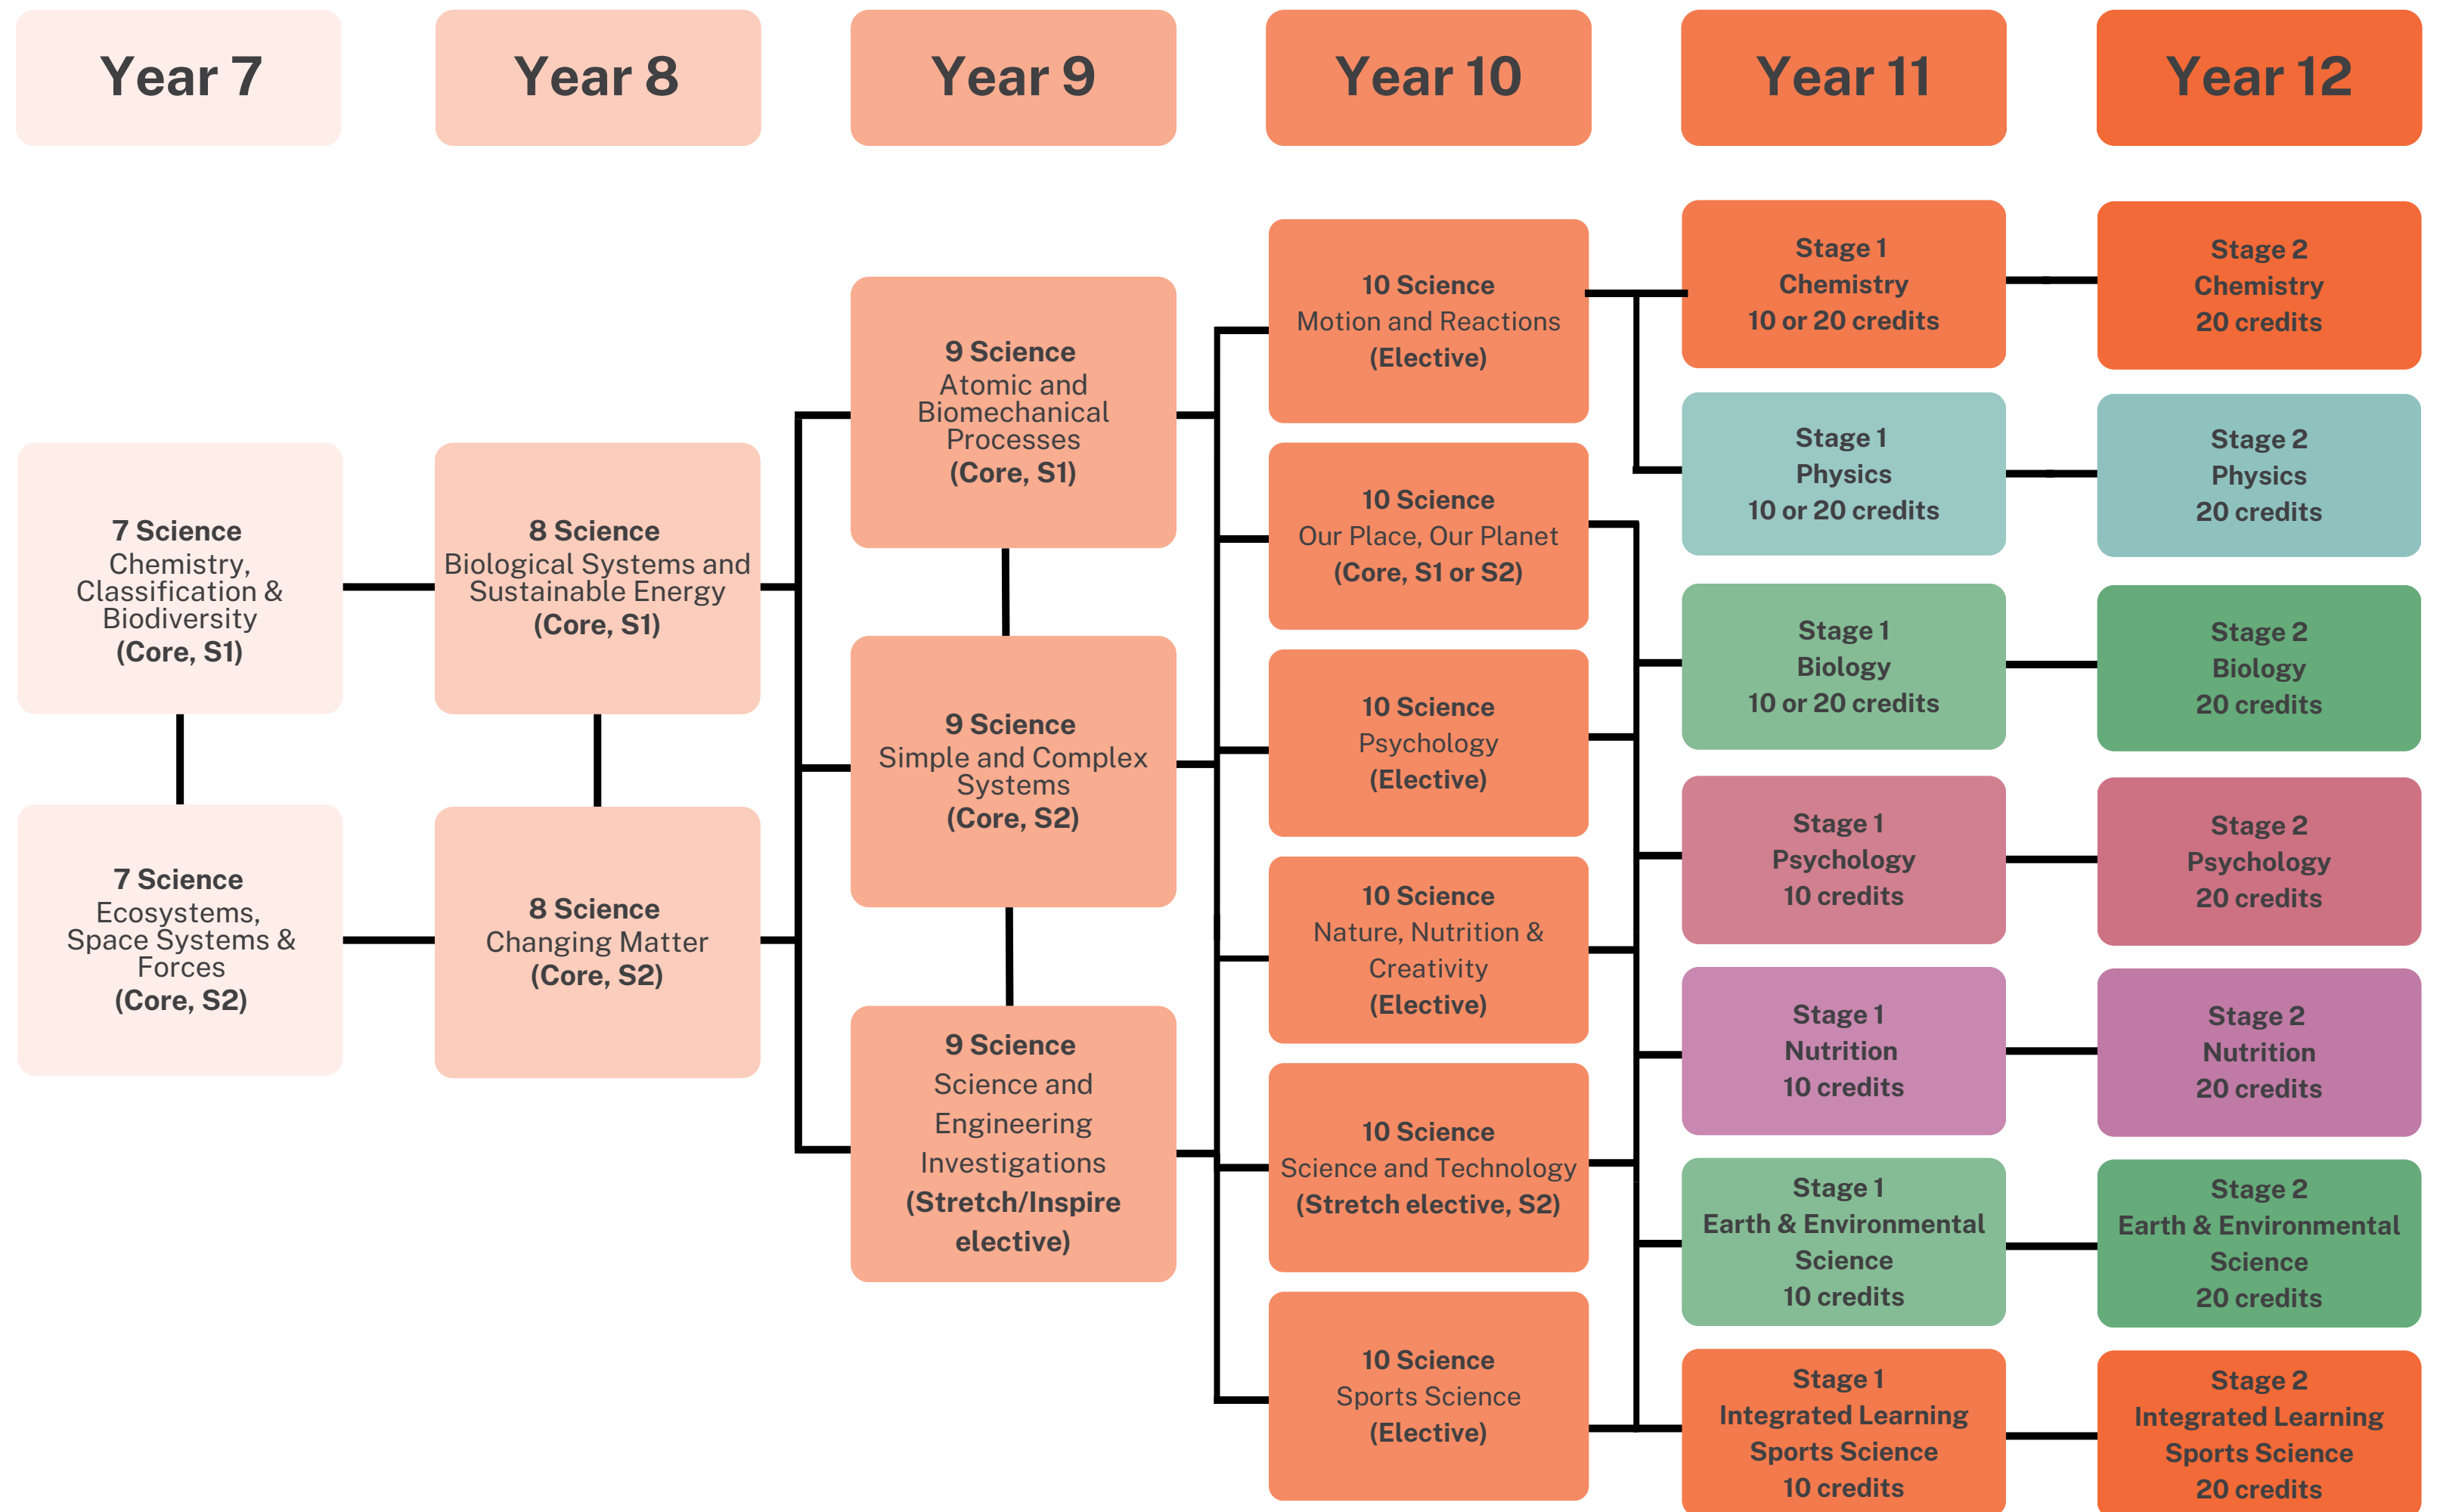 Year 7
Year 8
Year 9
Year 10
Year 11
Year 12
7 Science
Chemistry,
Classification &
Biodiversity
(Core, S1)
7 Science
Ecosystems,
Space Systems &
Forces
(Core, S2)
8 Science
Biological Systems and
Sustainable Energy
(Core, S1)
8 Science
Changing Matter
(Core, S2)
9 Science
Atomic and
Biomechanical
Processes
(Core, S1)
9 Science
Simple and Complex
Systems
(Core, S2)
9 Science
Science and
Engineering
Investigations
(Stretch/Inspire
elective)
10 Science
Motion and Reactions
(Elective)
10 Science
Our Place, Our Planet
(Core, S1 or S2)
10 Science
Psychology
(Elective)
10 Science
Nature, Nutrition &
Creativity
(Elective)
10 Science
Science and Technology
(Stretch elective, S2)
10 Science
Sports Science
(Elective)
Stage 1
Chemistry
10 or 20 credits
Stage 1
Physics
10 or 20 credits
Stage 1
Biology
10 or 20 credits
Stage 1
Psychology
10 credits
Stage 1
Nutrition
10 credits
Stage 1
Earth & Environmental
Science
10 credits
Stage 1
Integrated Learning
Sports Science
10 credits
Stage 2
Chemistry
20 credits
Stage 2
Physics
20 credits
Stage 2
Biology
20 credits
Stage 2
Psychology
20 credits
Stage 2
Nutrition
20 credits
Stage 2
Earth & Environmental
Science
20 credits
Stage 2
Integrated Learning
Sports Science
20 credits